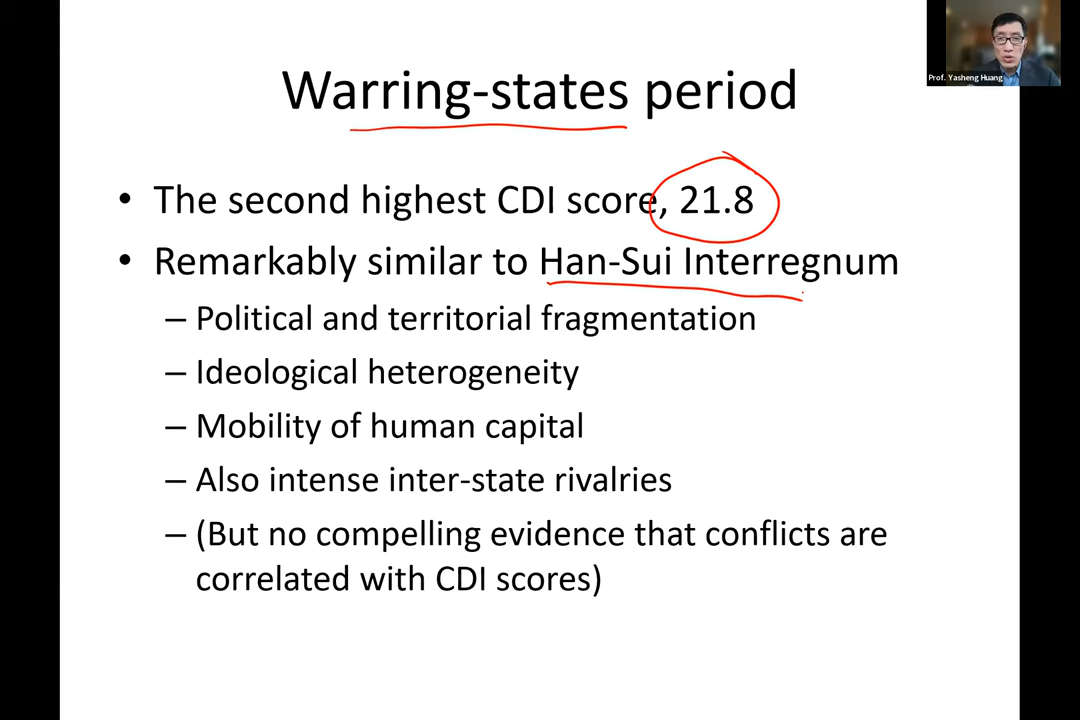 Prof. Yasheng Huang
Warring-states period
• The second highest CDI score, 21.8
• Remarkably similar to Han-Sui Interregnum
– Political and territorial fragmentation
– Ideological heterogeneity
– Mobility of human capital
– Also intense inter-state rivalries
– (But no compelling evidence that conflicts are
correlated with CDI scores)